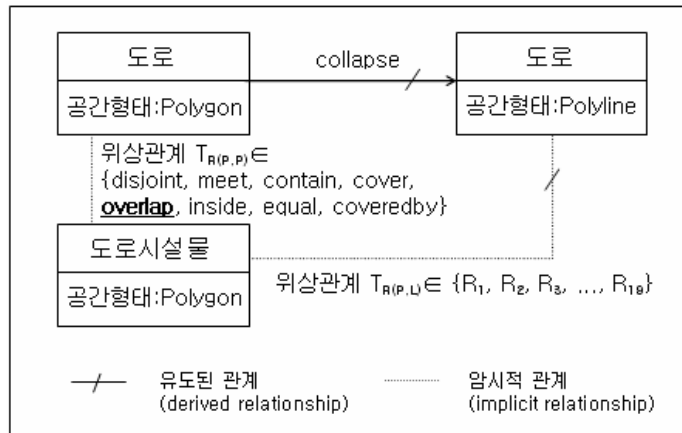 도로
공간형태:Polygon
collapse
도로
공간형태:Polyline
위상관계 T_R(P,P)∈
{disjoint, meet, contain, cover,
overlap, inside, equal, coveredby}
도로시설물
공간형태:Polygon
위상관계 T_R(P,L)∈ {R₁, R₂, R₃, ..., R₁₉}
유도된 관계
(derived relationship)
암시적 관계
(implicit relationship)